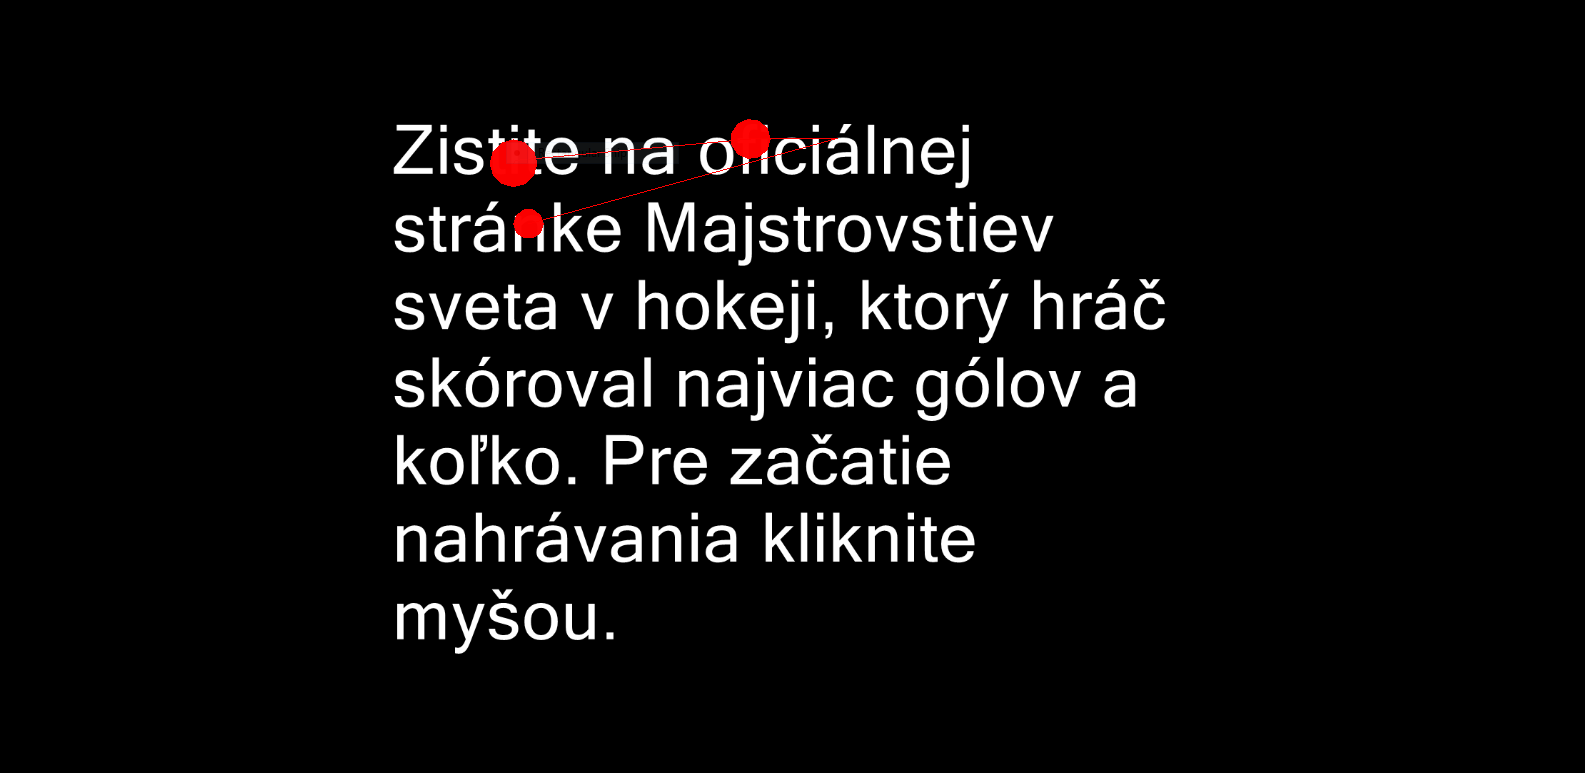 Zistite na oficiálnej
stránke Majstrovstiev
sveta v hokeji, ktorý hráč
skóroval najviac gólov a
koľko. Pre začatie
nahrávania kliknite
myšou.